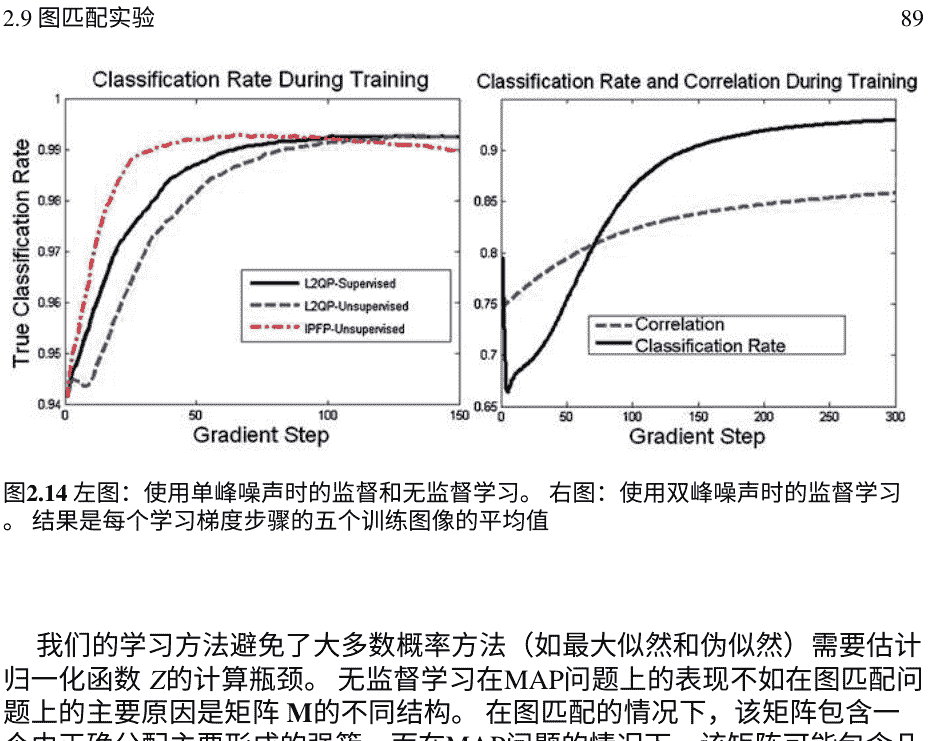 2.9 图匹配实验
89
Classification Rate During Training
True Classification Rate
1
0.99
0.98
0.97
0.96
0.95
0.94
L2QP-Supervised
L2QP-Unsupervised
IPFP-Unsupervised
0
50
100
150
Gradient Step
Classification Rate and Correlation During Training
0.9
0.85
0.8
0.75
0.7
0.65
Correlation
Classification Rate
0
50
100
150
200
250
300
Gradient Step
图2.14 左图：使用单峰噪声时的监督和无监督学习。 右图：使用双峰噪声时的监督学习
。 结果是每个学习梯度步骤的五个训练图像的平均值
我们的学习方法避免了大多数概率方法（如最大似然和伪似然）需要估计
归一化函数 Z的计算瓶颈。 无监督学习在MAP问题上的表现不如在图匹配问
题上的主要原因是矩阵 M的不同结构。 在图匹配的情况下，该矩阵包含一